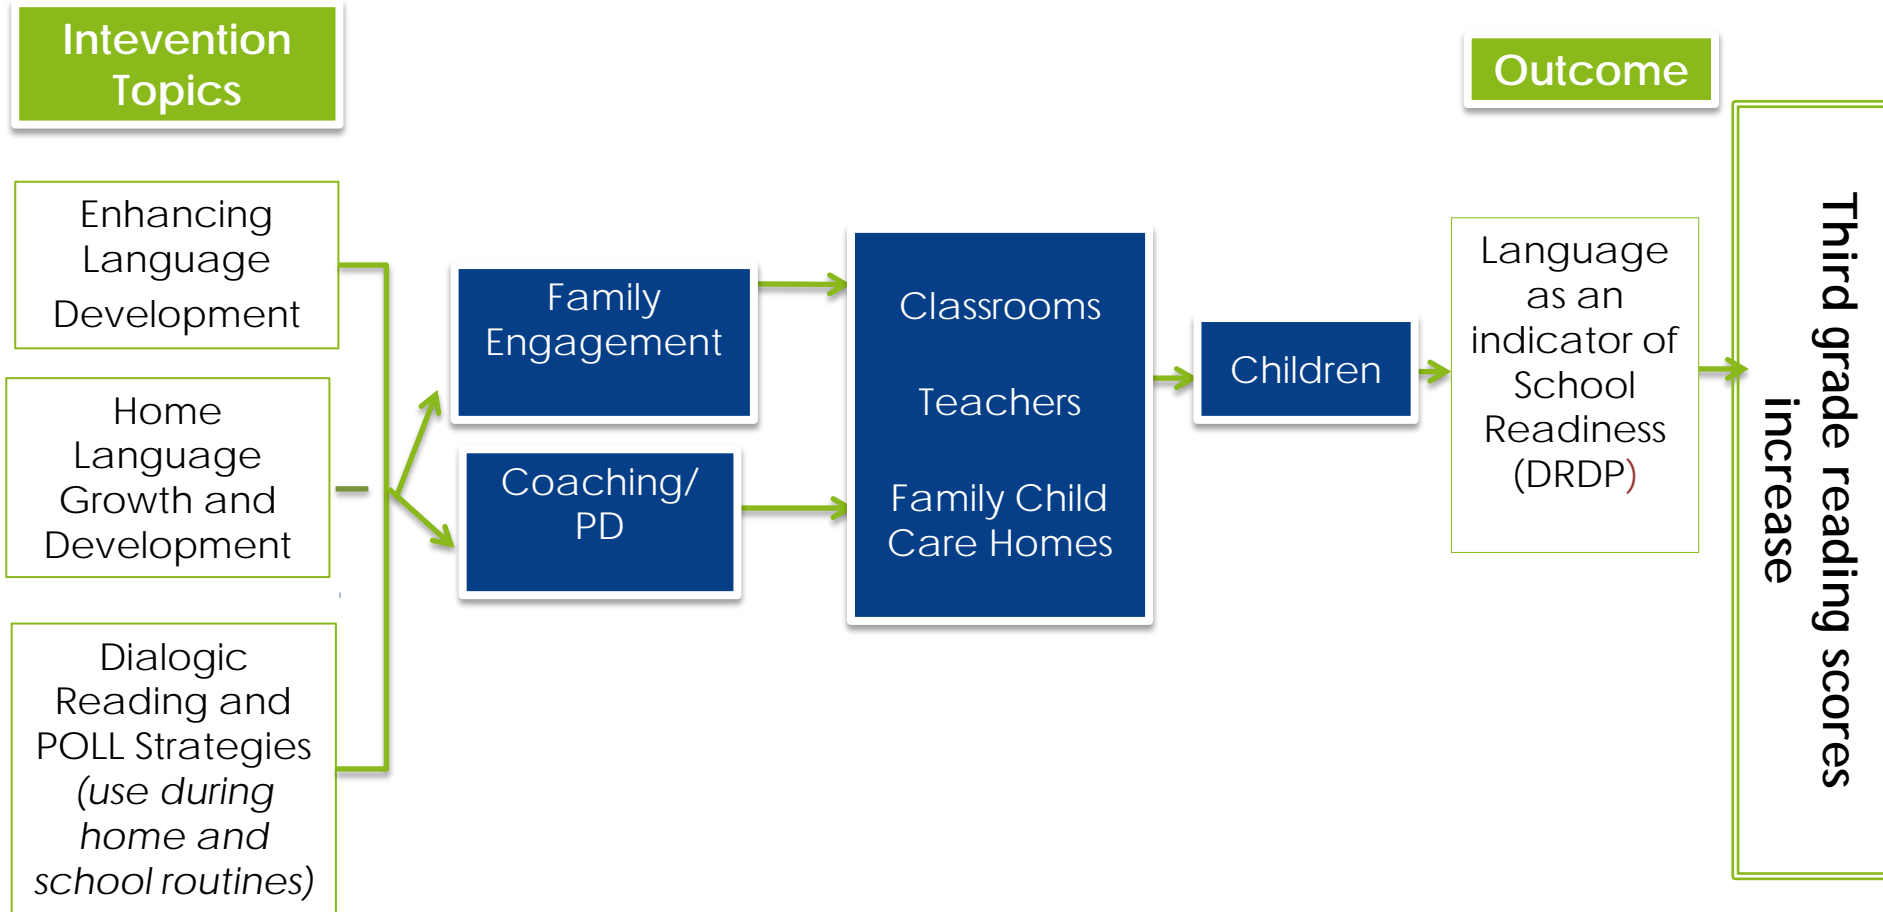 Intevention
Topics
Outcome
Enhancing
Language
Development
Home
Language
Growth and
Development
Dialogic
Reading and
POLL Strategies
(use during
home and
school routines)
Family
Engagement
Coaching/
PD
Classrooms
Teachers
Family Child
Care Homes
Children
Language
as an
indicator of
School
Readiness
(DRDP)
Third grade reading scores
increase